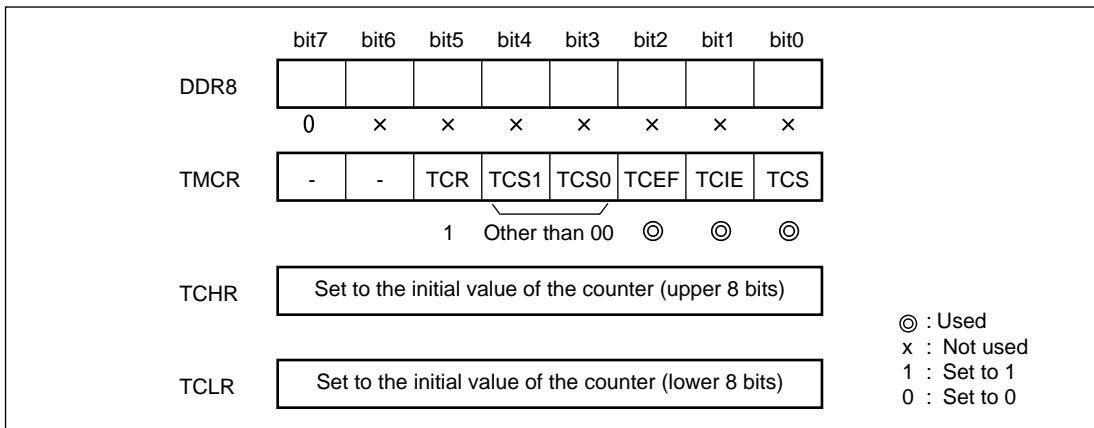 bit7 bit6 bit5 bit4 bit3 bit2 bit1 bit0
DDR8
0 × × × × × × ×
TMCR - - TCR TCS1 TCS0 TCEF TCIE TCS
1 Other than 00 ◎ ◎ ◎
TCHR Set to the initial value of the counter (upper 8 bits)
TCLR Set to the initial value of the counter (lower 8 bits)
◎ : Used
x : Not used
1 : Set to 1
0 : Set to 0